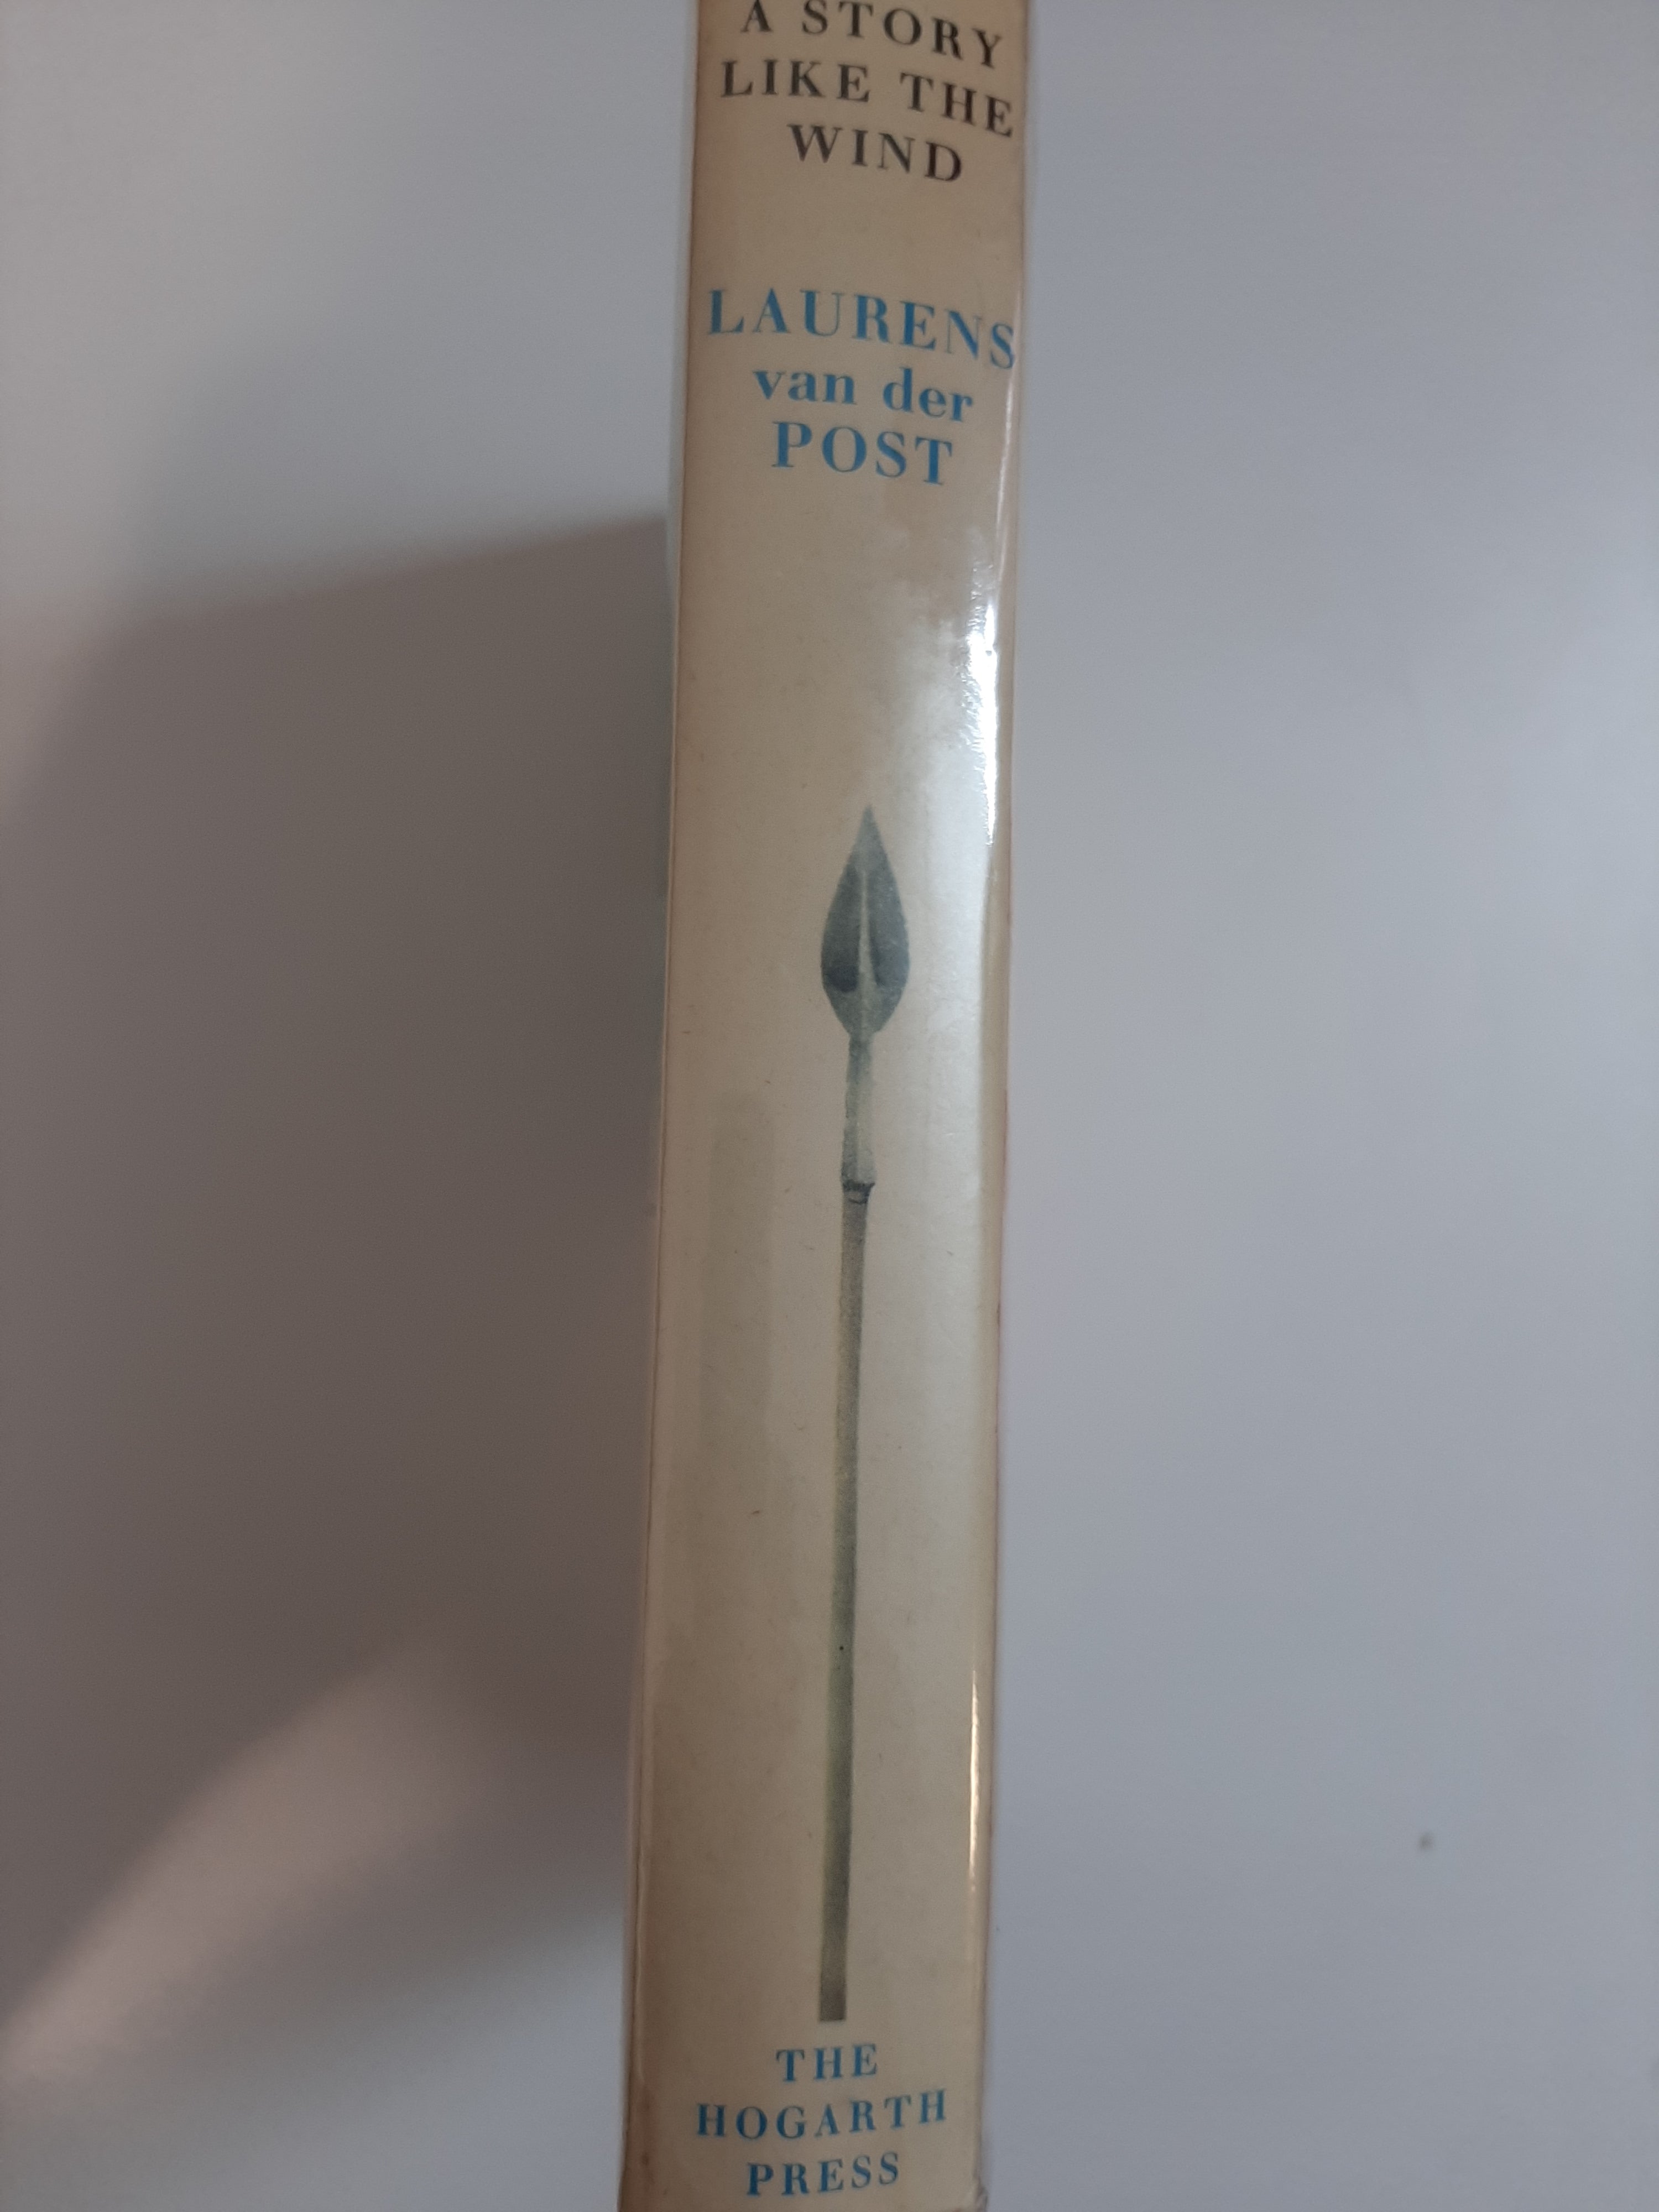 A STORY
LIKE THE
WIND
LAURENS
van der
POST
THE
HOGARTH
PRESS